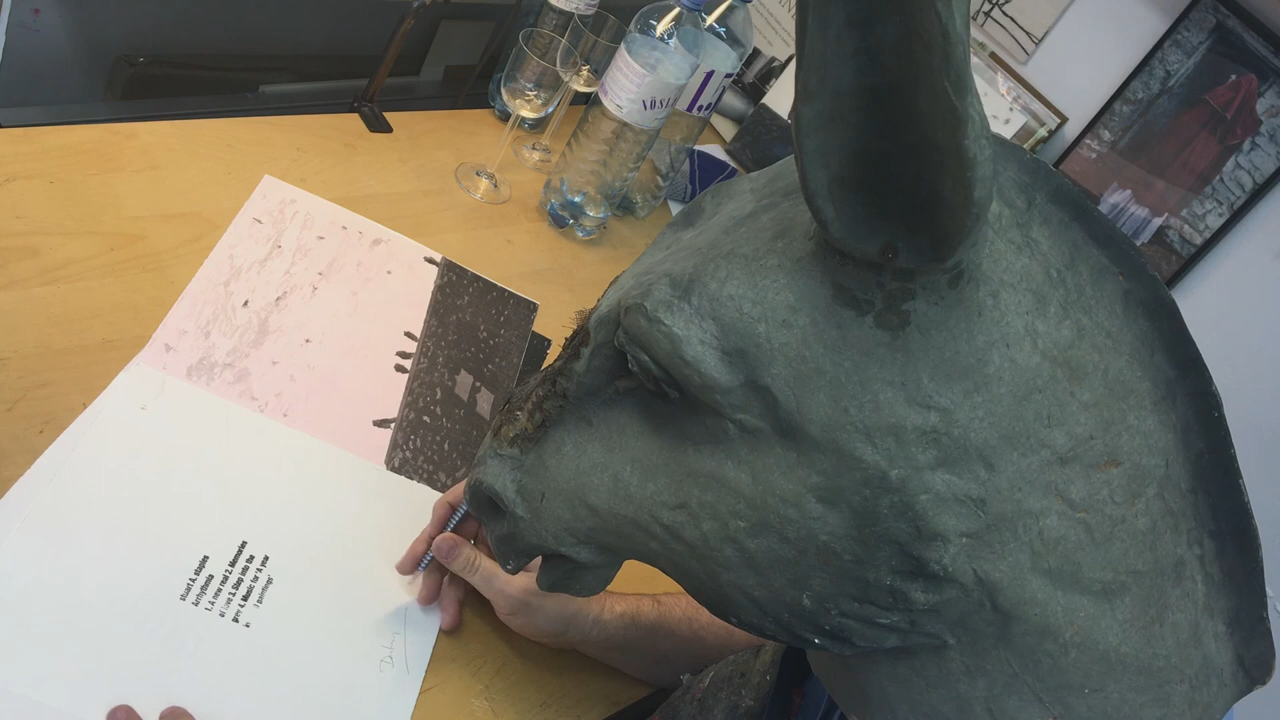 stuart A. staples
Arrhythmia
1. A new real 2. Memories
of love 3. Step into the
grey 4. Music for 'A year
in paintings'
VÖSL
1.